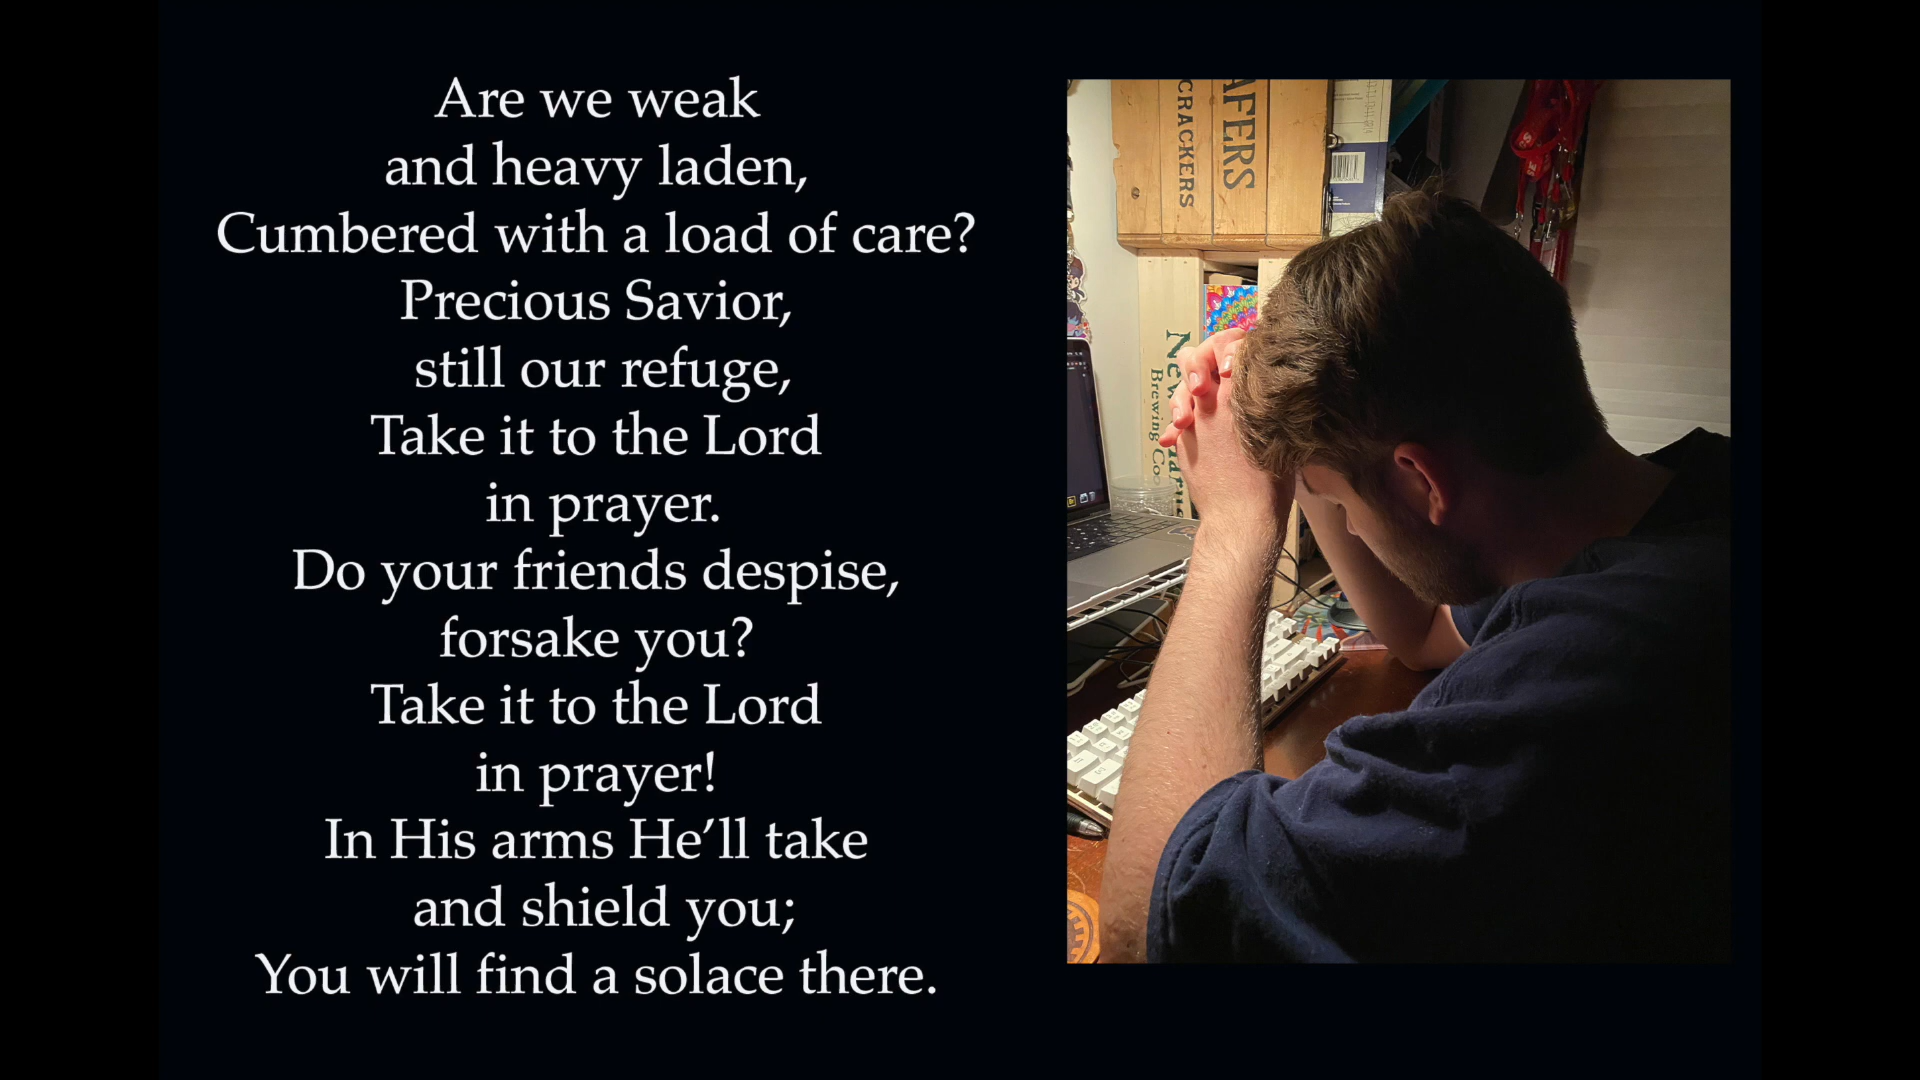 Are we weak
and heavy laden,
Cumbered with a load of care?
Precious Savior,
still our refuge,
Take it to the Lord
in prayer.
Do your friends despise,
forsake you?
Take it to the Lord
in prayer!
In His arms He’ll take
and shield you;
You will find a solace there.
AFERS
CRACKERS
Brewing Co